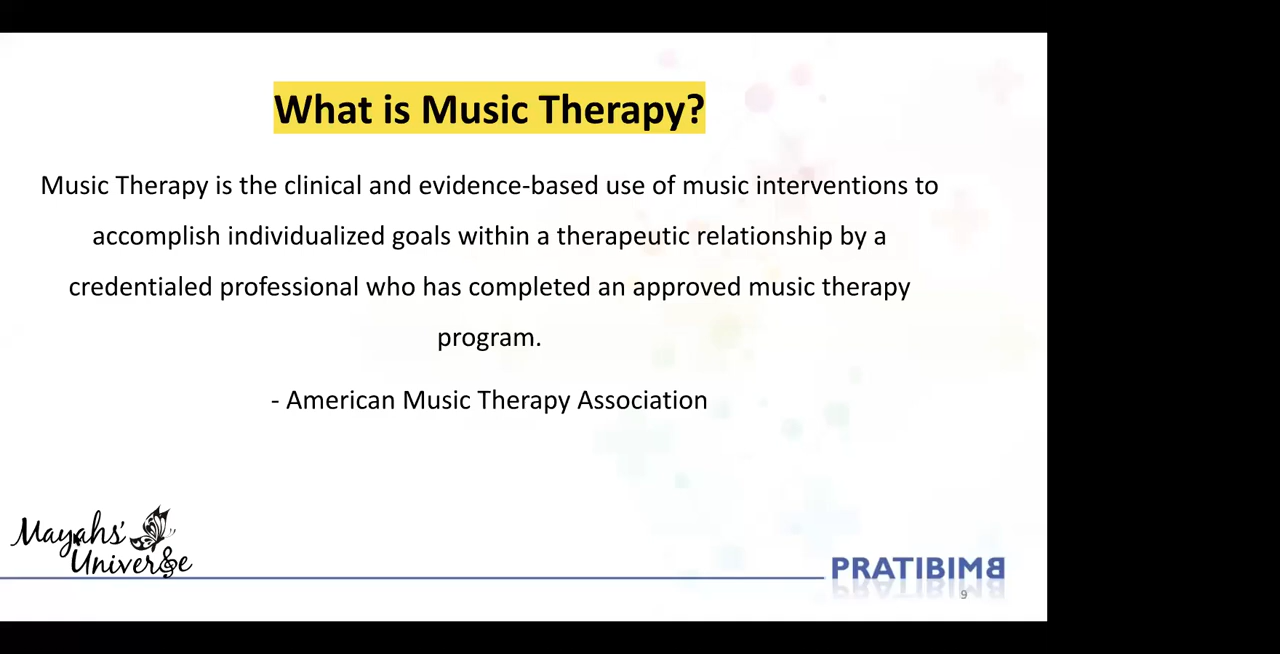 What is Music Therapy?
Music Therapy is the clinical and evidence-based use of music interventions to
accomplish individualized goals within a therapeutic relationship by a
credentialed professional who has completed an approved music therapy
program.
- American Music Therapy Association
Mayahs'
Universe
PRATIBIMB
9